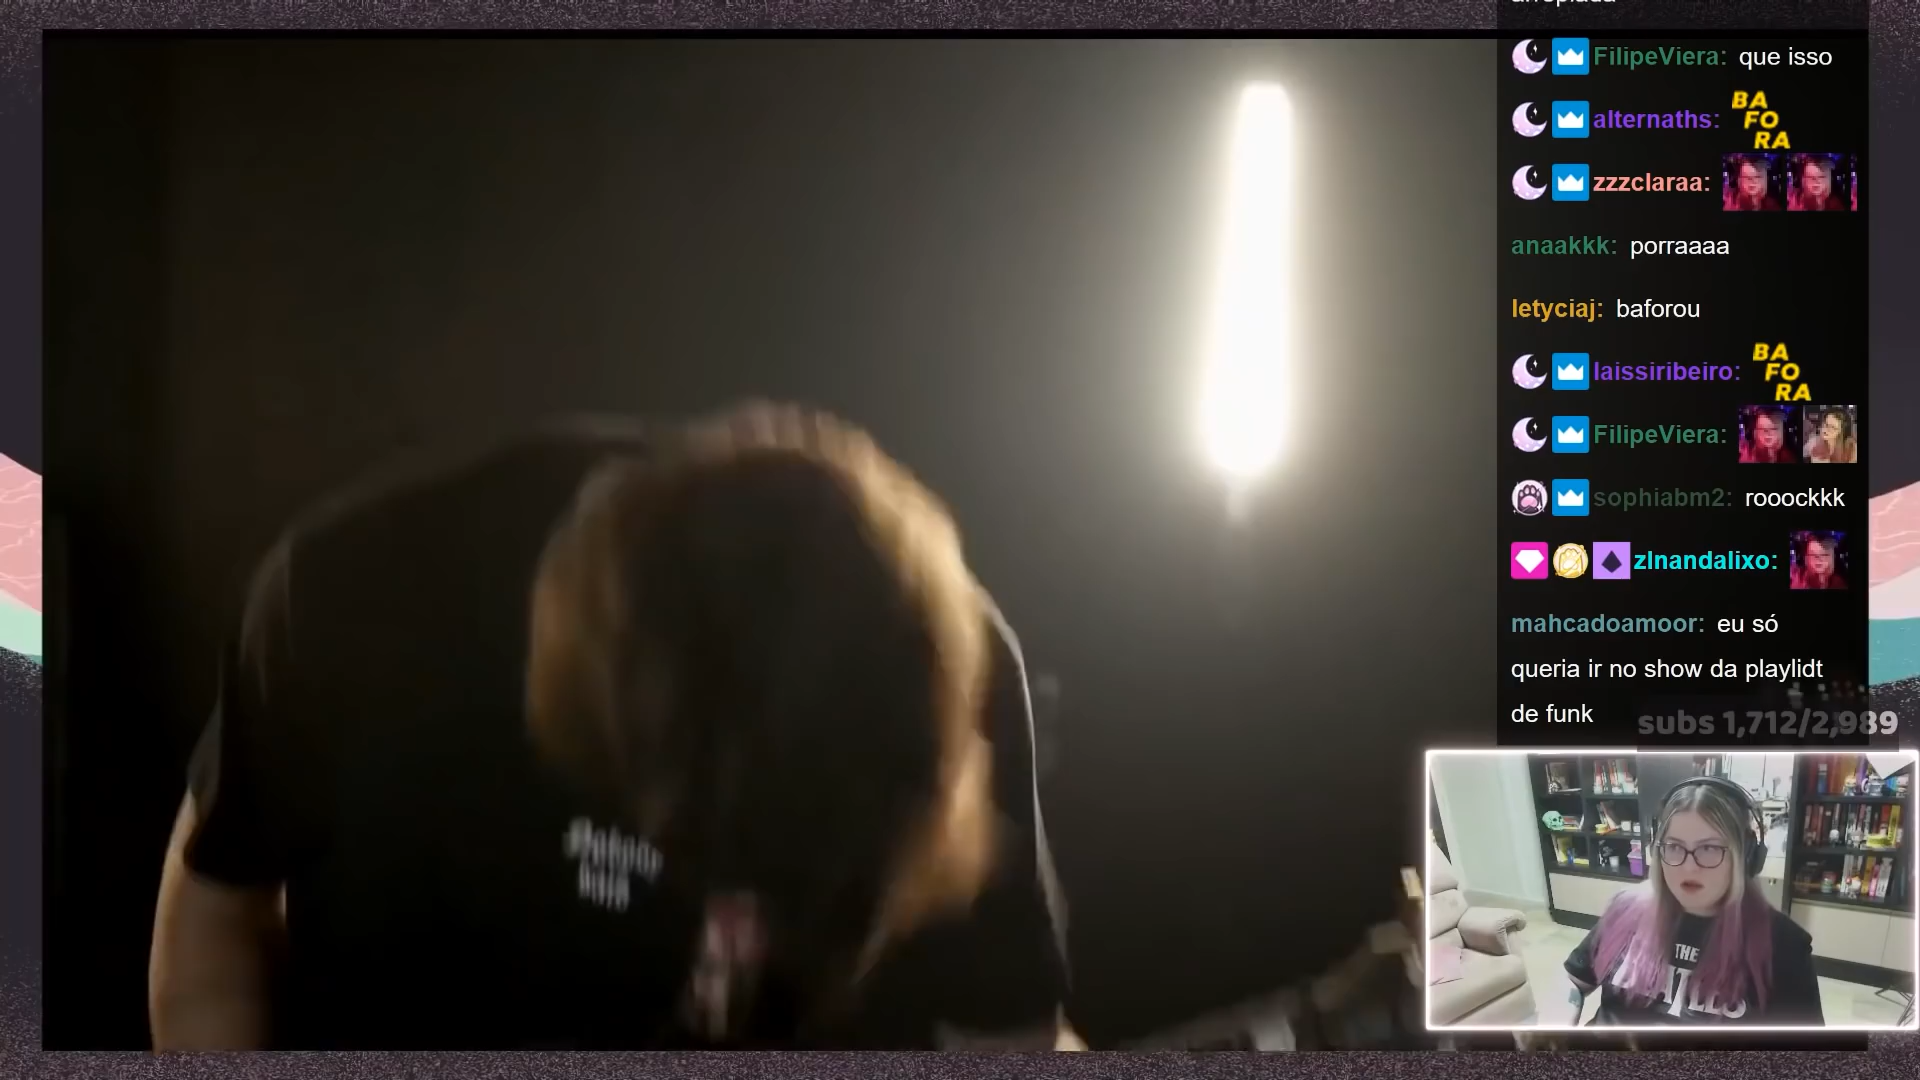 FilipeViera: que isso
alternaths: BA
FO
RA
zzzclaraa:
anaakkk: porraaaa
letyciaj: baforou
laissiribeiro: BA
FO
RA
FilipeViera:
sophiabm2: rooockkk
zlnandalixo:
mahcadoamoor: eu só
queria ir no show da playlidt
de funk
subs 1,712/2,989
THE